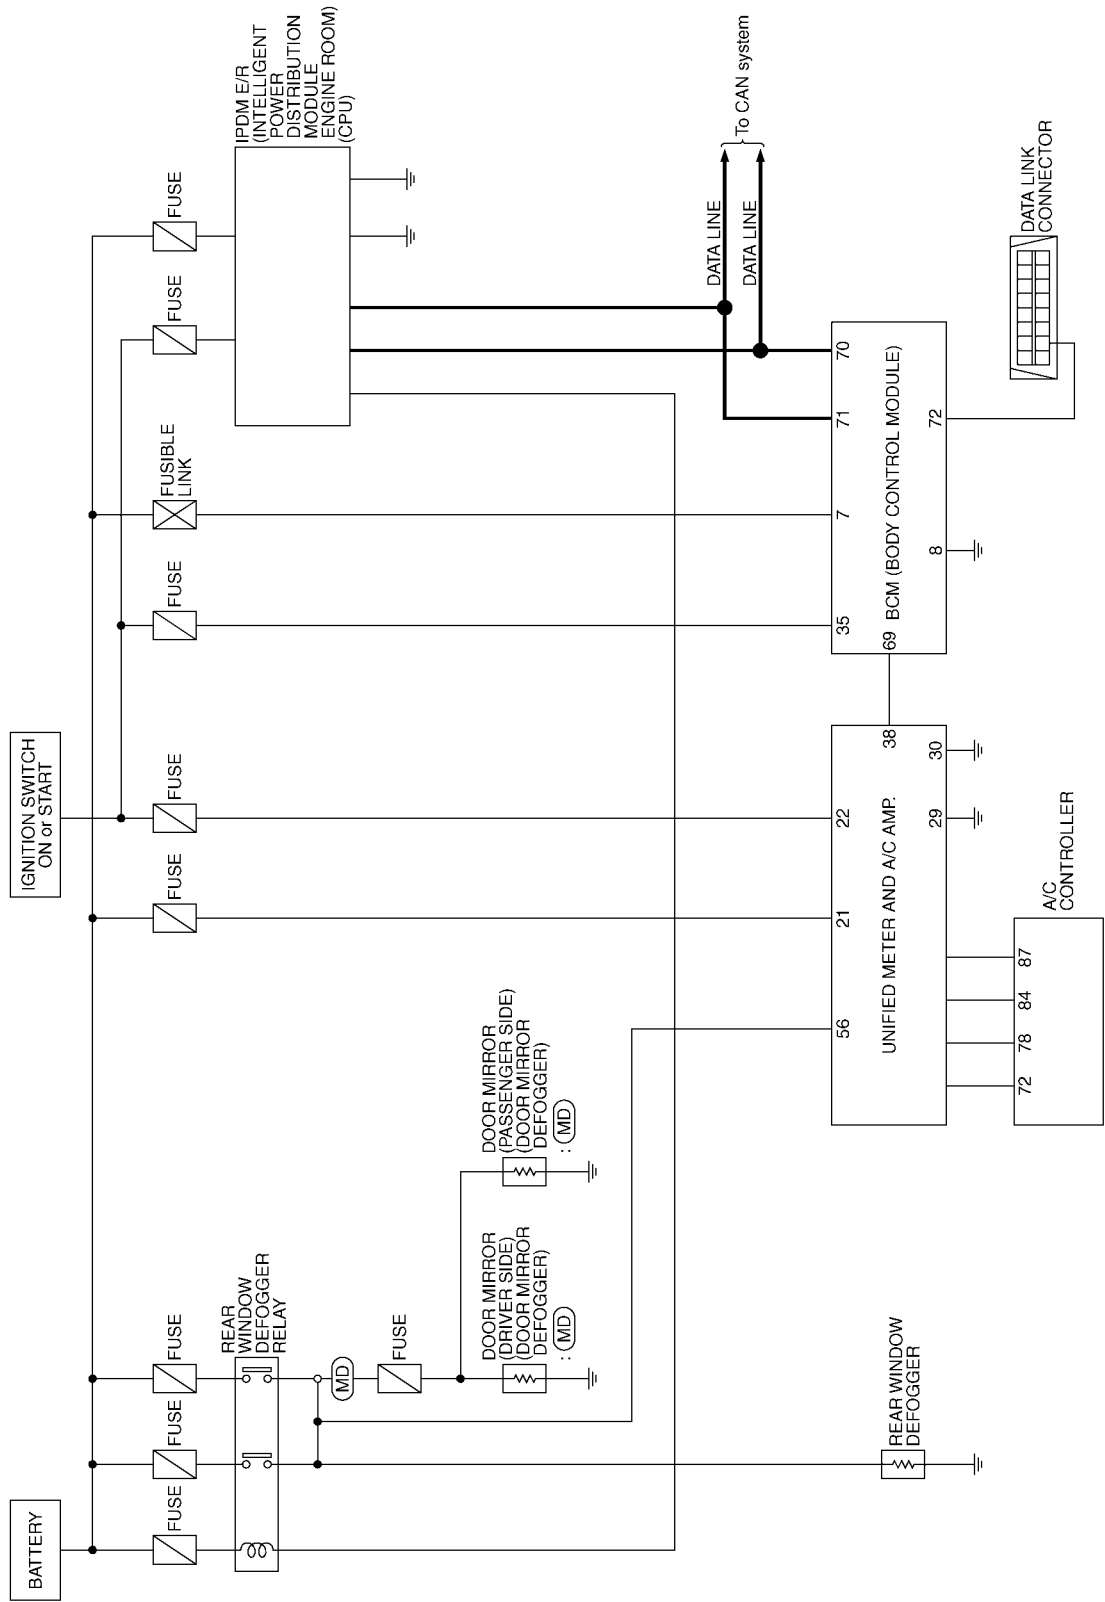 BATTERY
IGNITION SWITCH
ON or START
FUSE
FUSE
FUSE
FUSE
FUSE
FUSE
FUSIBLE
LINK
FUSE
FUSE
REAR
WINDOW
DEFOGGER
RELAY
IPDM E/R
(INTELLIGENT
POWER
DISTRIBUTION
MODULE
ENGINE ROOM)
(CPU)
MD
FUSE
DOOR MIRROR
(DRIVER SIDE)
(DOOR MIRROR
DEFOGGER)
: MD
DOOR MIRROR
(PASSENGER SIDE)
(DOOR MIRROR
DEFOGGER)
: MD
DATA LINE
DATA LINE
To CAN system
REAR WINDOW
DEFOGGER
56
21
22
38
UNIFIED METER AND A/C AMP.
29
30
35
7
71
70
69
BCM (BODY CONTROL MODULE)
8
72
72
78
84
87
A/C
CONTROLLER
DATA LINK
CONNECTOR